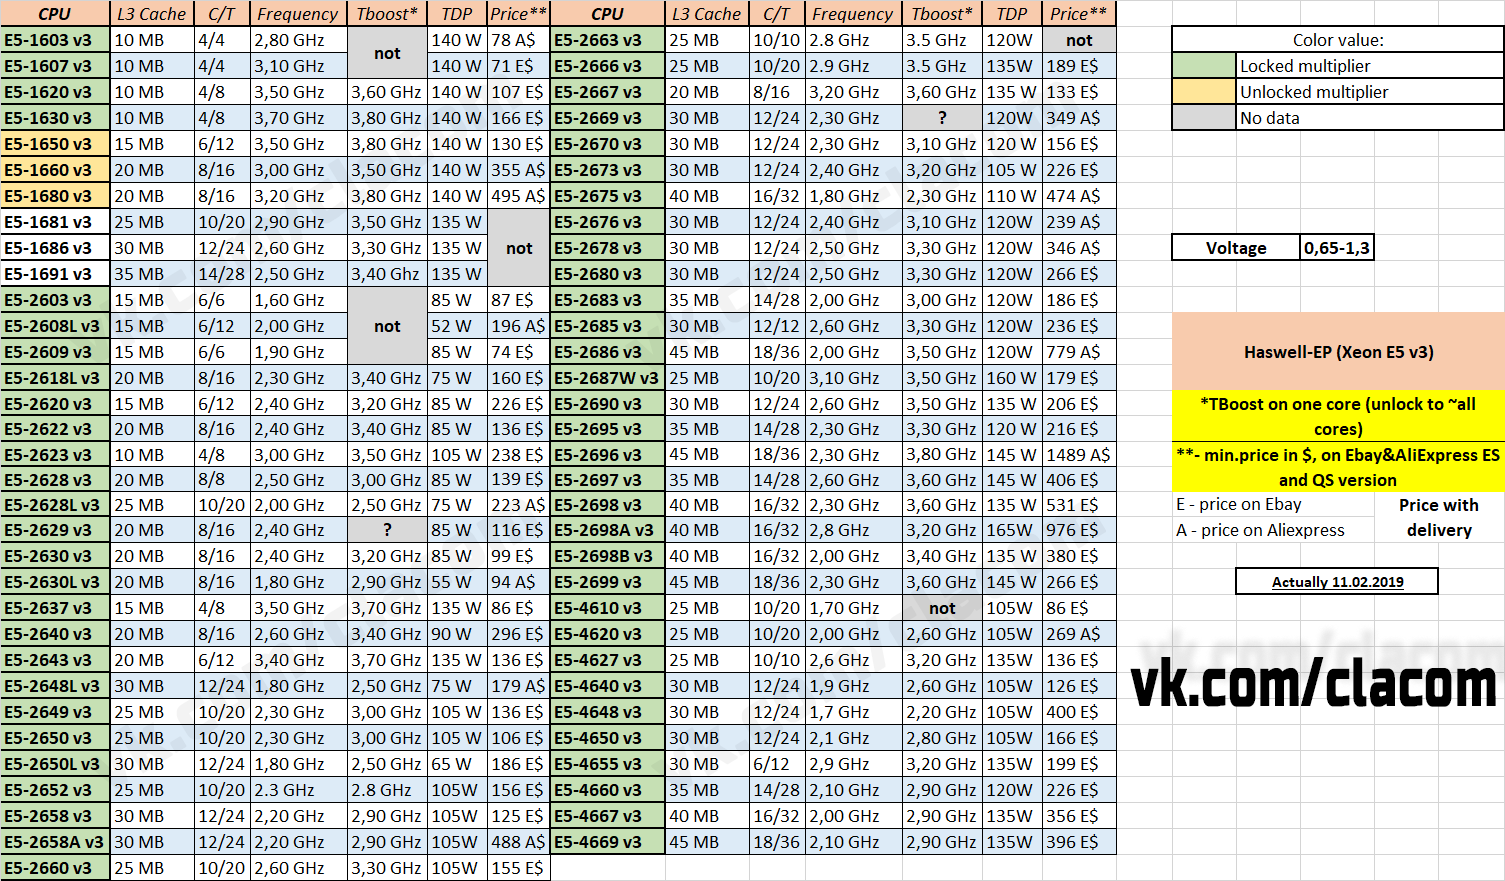 CPU L3 Cache C/T Frequency Tboost* TDP Price** CPU L3 Cache C/T Frequency Tboost* TDP Price**
E5-1603 v3 10 MB 4/4 2,80 GHz not 140 W 78 A$ E5-2663 v3 25 MB 10/10 2.8 GHz 3.5 GHz 120W not Color value:
E5-1607 v3 10 MB 4/4 3,10 GHz 140 W 71 E$ E5-2666 v3 25 MB 10/20 2.9 GHz 3.5 GHz 135W 189 E$ Locked multiplier
E5-1620 v3 10 MB 4/8 3,50 GHz 3,60 GHz 140 W 107 E$ E5-2667 v3 20 MB 8/16 3,20 GHz 3,60 GHz 135 W 133 E$ Unlocked multiplier
E5-1630 v3 10 MB 4/8 3,70 GHz 3,80 GHz 140 W 166 E$ E5-2669 v3 30 MB 12/24 2,30 GHz ? 120W 349 A$ No data
E5-1650 v3 15 MB 6/12 3,50 GHz 3,80 GHz 140 W 130 E$ E5-2670 v3 30 MB 12/24 2,30 GHz 3,10 GHz 120 W 156 E$
E5-1660 v3 20 MB 8/16 3,00 GHz 3,50 GHz 140 W 355 A$ E5-2673 v3 30 MB 12/24 2,40 GHz 3,20 GHz 105 W 226 E$
E5-1680 v3 20 MB 8/16 3,20 GHz 3,80 GHz 140 W 495 A$ E5-2675 v3 40 MB 16/32 1,80 GHz 2,30 GHz 110 W 474 A$
E5-1681 v3 25 MB 10/20 2,90 GHz 3,50 GHz 135 W E5-2676 v3 30 MB 12/24 2,40 GHz 3,10 GHz 120W 239 A$
E5-1686 v3 30 MB 12/24 2,60 GHz 3,30 GHz 135 W not E5-2678 v3 30 MB 12/24 2,50 GHz 3,30 GHz 120W 346 A$ Voltage 0,65-1,3
E5-1691 v3 35 MB 14/28 2,50 GHz 3,40 Ghz 135 W E5-2680 v3 30 MB 12/24 2,50 GHz 3,30 GHz 120W 266 E$
E5-2603 v3 15 MB 6/6 1,60 GHz 85 W 87 E$ E5-2683 v3 35 MB 14/28 2,00 GHz 3,00 GHz 120W 186 E$
E5-2608L v3 15 MB 6/12 2,00 GHz not 52 W 196 A$ E5-2685 v3 30 MB 12/12 2,60 GHz 3,30 GHz 120W 236 E$
E5-2609 v3 15 MB 6/6 1,90 GHz 85 W 74 E$ E5-2686 v3 45 MB 18/36 2,00 GHz 3,50 GHz 120W 779 A$ Haswell-EP (Xeon E5 v3)
E5-2618L v3 20 MB 8/16 2,30 GHz 3,40 GHz 75 W 160 E$ E5-2687W v3 25 MB 10/20 3,10 GHz 3,50 GHz 160 W 179 E$
E5-2620 v3 15 MB 6/12 2,40 GHz 3,20 GHz 85 W 226 E$ E5-2690 v3 30 MB 12/24 2,60 GHz 3,50 GHz 135 W 206 E$ *TBoost on one core (unlock to ~all
E5-2622 v3 20 MB 8/16 2,40 GHz 3,40 GHz 85 W 136 E$ E5-2695 v3 35 MB 14/28 2,30 GHz 3,30 GHz 120 W 216 E$ cores)
E5-2623 v3 10 MB 4/8 3,00 GHz 3,50 GHz 105 W 238 E$ E5-2696 v3 45 MB 18/36 2,30 GHz 3,80 GHz 145 W 1489 A$ **- min.price in $, on Ebay&AliExpress ES
E5-2628 v3 20 MB 8/8 2,50 GHz 3,00 GHz 85 W 139 E$ E5-2697 v3 35 MB 14/28 2,60 GHz 3,60 GHz 145 W 406 E$ and QS version
E5-2628L v3 25 MB 10/20 2,00 GHz 2,50 GHz 75 W 223 A$ E5-2698 v3 40 MB 16/32 2,30 GHz 3,60 GHz 135 W 531 E$ E - price on Ebay Price with
E5-2629 v3 20 MB 8/16 2,40 GHz ? 85 W 116 E$ E5-2698A v3 40 MB 16/32 2,8 GHz 3,20 GHz 165W 976 E$ A - price on Aliexpress delivery
E5-2630 v3 20 MB 8/16 2,40 GHz 3,20 GHz 85 W 99 E$ E5-2698B v3 40 MB 16/32 2,00 GHz 3,40 GHz 135 W 380 E$
E5-2630L v3 20 MB 8/16 1,80 GHz 2,90 GHz 55 W 94 A$ E5-2699 v3 45 MB 18/36 2,30 GHz 3,60 GHz 145 W 266 E$ Actually 11.02.2019
E5-2637 v3 15 MB 4/8 3,50 GHz 3,70 GHz 135 W 86 E$ E5-4610 v3 25 MB 10/20 1,70 GHz not 105W 86 E$
E5-2640 v3 20 MB 8/16 2,60 GHz 3,40 GHz 90 W 296 E$ E5-4620 v3 25 MB 10/20 2,00 GHz 2,60 GHz 105W 269 A$
E5-2643 v3 20 MB 6/12 3,40 GHz 3,70 GHz 135 W 136 E$ E5-4627 v3 25 MB 10/10 2,6 GHz 3,20 GHz 135W 136 E$
E5-2648L v3 30 MB 12/24 1,80 GHz 2,50 GHz 75 W 179 A$ E5-4640 v3 30 MB 12/24 1,9 GHz 2,60 GHz 105W 126 E$ vk.com/clacom
E5-2649 v3 25 MB 10/20 2,30 GHz 3,00 GHz 105 W 136 E$ E5-4648 v3 30 MB 12/24 1,7 GHz 2,20 GHz 105W 400 E$
E5-2650 v3 25 MB 10/20 2,30 GHz 3,00 GHz 105 W 106 E$ E5-4650 v3 30 MB 12/24 2,1 GHz 2,80 GHz 105W 166 E$
E5-2650L v3 30 MB 12/24 1,80 GHz 2,50 GHz 65 W 186 E$ E5-4655 v3 30 MB 6/12 2,9 GHz 3,20 GHz 135W 199 E$
E5-2652 v3 25 MB 10/20 2.3 GHz 2.8 GHz 105W 156 E$ E5-4660 v3 35 MB 14/28 2,10 GHz 2,90 GHz 120W 226 E$
E5-2658 v3 30 MB 12/24 2,20 GHz 2,90 GHz 105W 125 E$ E5-4667 v3 40 MB 16/32 2,00 GHz 2,90 GHz 135W 356 E$
E5-2658A v3 30 MB 12/24 2,20 GHz 2,90 GHz 105W 488 A$ E5-4669 v3 45 MB 18/36 2,10 GHz 2,90 GHz 135W 396 E$
E5-2660 v3 25 MB 10/20 2,60 GHz 3,30 GHz 105W 155 E$